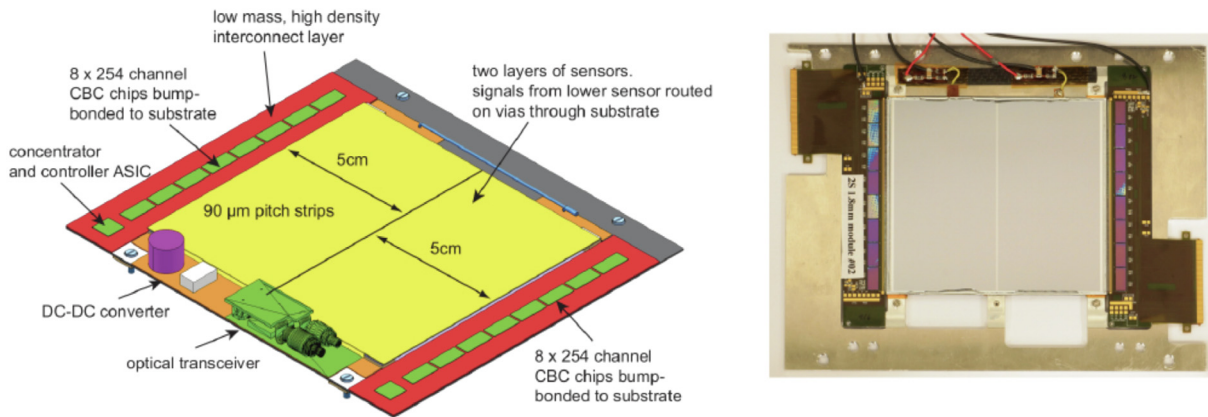 low mass, high density
interconnect layer
8 x 254 channel
CBC chips bump-
bonded to substrate
two layers of sensors.
signals from lower sensor routed
on vias through substrate
concentrator
and controller ASIC
5cm
90 µm pitch strips
5cm
DC-DC converter
optical transceiver
8 x 254 channel
CBC chips bump-
bonded to substrate
2S 1.8mm module #02